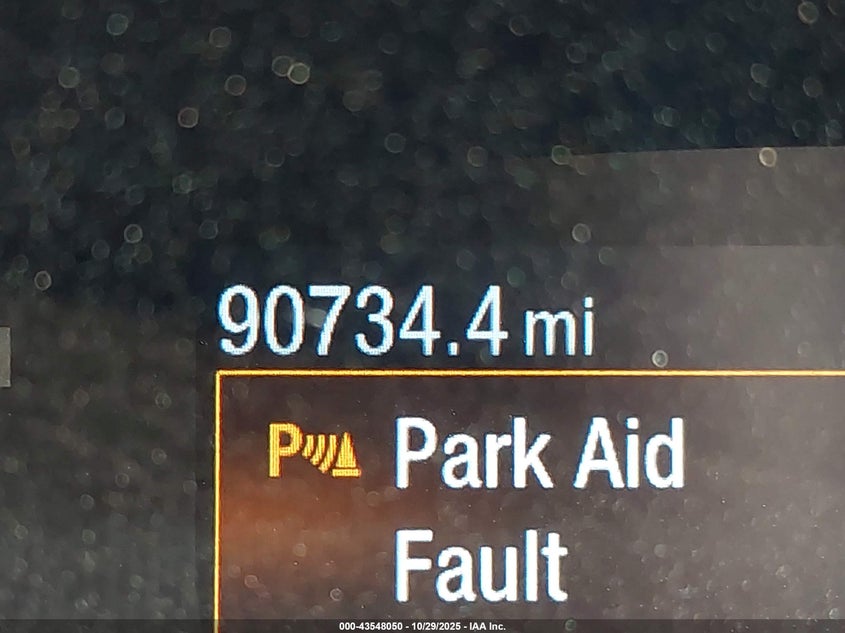 90734.4 mi
Park Aid
Fault
000-43548050 - 10/29/2025 - IAA Inc.